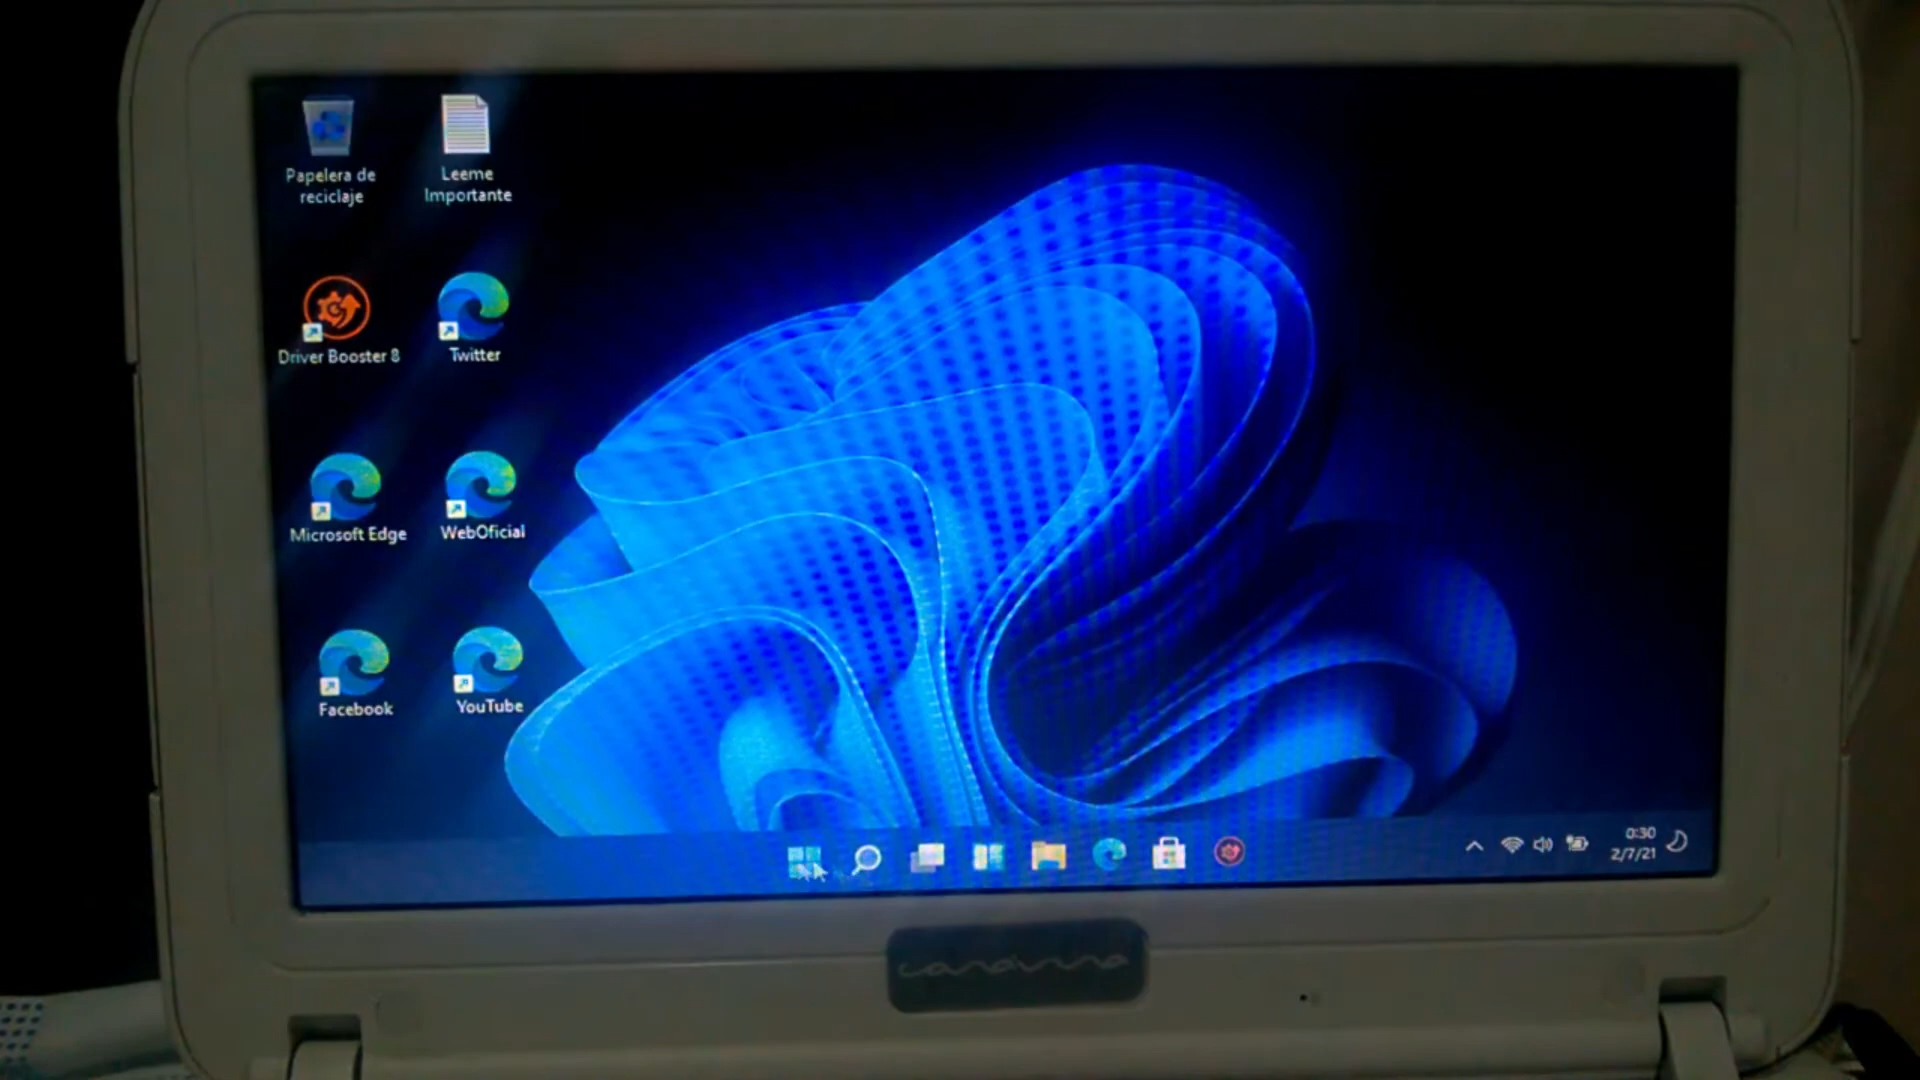 Papelera de
reciclaje
Leeme
Importante
Driver Booster 8
Twitter
Microsoft Edge
WebOficial
Facebook
YouTube
0:30
2/7/21